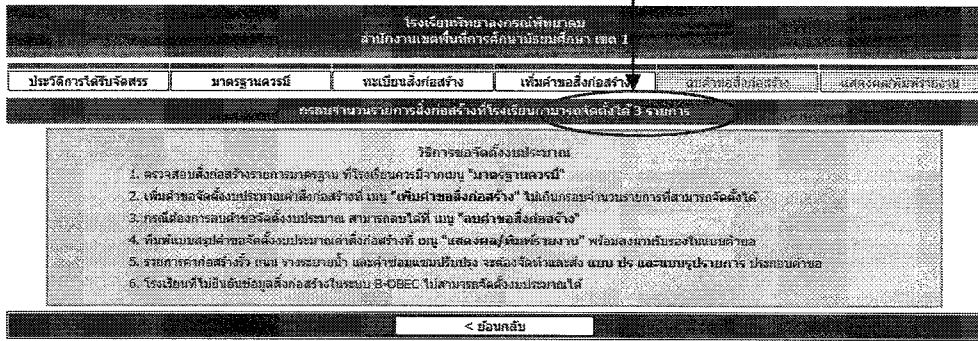 โรงเรียนพิทยาลงกรณ์พิทยาคม
สำนักงานเขตพื้นที่การศึกษามัธยมศึกษา เขต 1
ประวัติการได้รับจัดสรร มาตรฐานควรมี ทะเบียนสิ่งก่อสร้าง เพิ่มคำขอสิ่งก่อสร้าง ลบคำขอสิ่งก่อสร้าง แสดงผล/พิมพ์รายงาน
กรอบจำนวนรายการสิ่งก่อสร้างที่โรงเรียนสามารถจัดตั้งได้ 3 รายการ
วิธีการขอจัดตั้งงบประมาณ
1. ตรวจสอบสิ่งก่อสร้างรายการมาตรฐาน ที่โรงเรียนควรมีจากเมนู "มาตรฐานควรมี"
2. เพิ่มคำขอจัดตั้งงบประมาณค่าสิ่งก่อสร้างที่ เมนู "เพิ่มคำขอสิ่งก่อสร้าง" ไม่เกินกรอบจำนวนรายการที่สามารถจัดตั้งได้
3. กรณีต้องการลบคำขอจัดตั้งงบประมาณ สามารถลบได้ที่ เมนู "ลบคำขอสิ่งก่อสร้าง"
4. พิมพ์แบบสรุปคำขอจัดตั้งงบประมาณค่าสิ่งก่อสร้างที่ เมนู "แสดงผล/พิมพ์รายงาน" พร้อมลงนามรับรองในแบบคำขอ
5. รายการค่าก่อสร้างรั้ว ถนน รางระบายน้ำ และค่าซ่อมแซมปรับปรุง จะต้องจัดทำและส่ง แบบ ปร และแบบรูปรายการ ประกอบคำขอ
6. โรงเรียนที่ไม่ยืนยันข้อมูลสิ่งก่อสร้างในระบบ B-OBEC ไม่สามารถจัดตั้งงบประมาณได้
< ย้อนกลับ